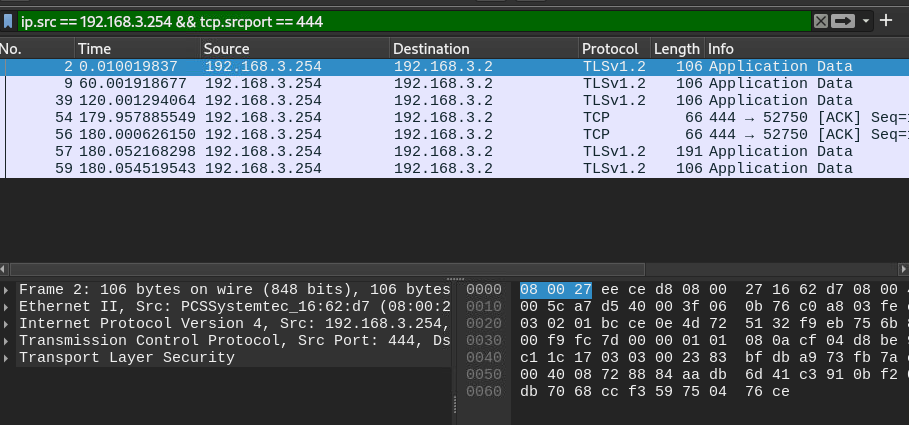 ip.src == 192.168.3.254 && tcp.srcport == 444
No. Time Source Destination Protocol Length Info
2 0.010019837 192.168.3.254 192.168.3.2 TLSv1.2 106 Application Data
9 60.001918677 192.168.3.254 192.168.3.2 TLSv1.2 106 Application Data
39 120.001294064 192.168.3.254 192.168.3.2 TLSv1.2 106 Application Data
54 179.957885549 192.168.3.254 192.168.3.2 TCP 66 444 → 52750 [ACK] Seq=
56 180.000626150 192.168.3.254 192.168.3.2 TCP 66 444 → 52750 [ACK] Seq=
57 180.052168298 192.168.3.254 192.168.3.2 TLSv1.2 191 Application Data
59 180.054519543 192.168.3.254 192.168.3.2 TLSv1.2 106 Application Data
Frame 2: 106 bytes on wire (848 bits), 106 bytes
Ethernet II, Src: PCSSystemtec_16:62:d7 (08:00:2
Internet Protocol Version 4, Src: 192.168.3.254,
Transmission Control Protocol, Src Port: 444, Ds
Transport Layer Security
0000 08 00 27 ee ce d8 08 00 27 16 62 d7 08 00
0010 00 5c a7 d5 40 00 3f 06 0b 76 c0 a8 03 fe
0020 03 02 01 bc ce 0e 4d 72 51 32 f9 eb 75 6b
0030 00 f9 fc 7d 00 00 01 01 08 0a cf 04 d8 be
0040 c1 1c 17 03 03 00 23 83 bf db a9 73 fb 7a
0050 00 40 08 72 88 84 aa db 6d 41 c3 91 0b f2
0060 db 70 68 cc f3 59 75 04 76 ce